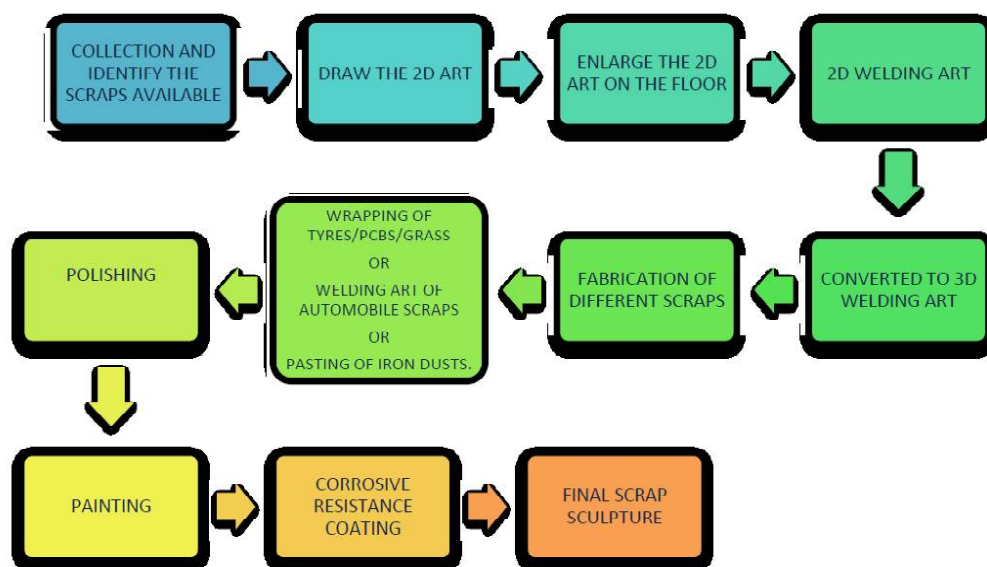 COLLECTION AND
IDENTIFY THE
SCRAPS AVAILABLE
DRAW THE 2D ART
ENLARGE THE 2D
ART ON THE FLOOR
2D WELDING ART
CONVERTED TO 3D
WELDING ART
FABRICATION OF
DIFFERENT SCRAPS
WRAPPING OF
TYRES/PCBS/GRASS
OR
WELDING ART OF
AUTOMOBILE SCRAPS
OR
PASTING OF IRON DUSTS.
POLISHING
PAINTING
CORROSIVE
RESISTANCE
COATING
FINAL SCRAP
SCULPTURE